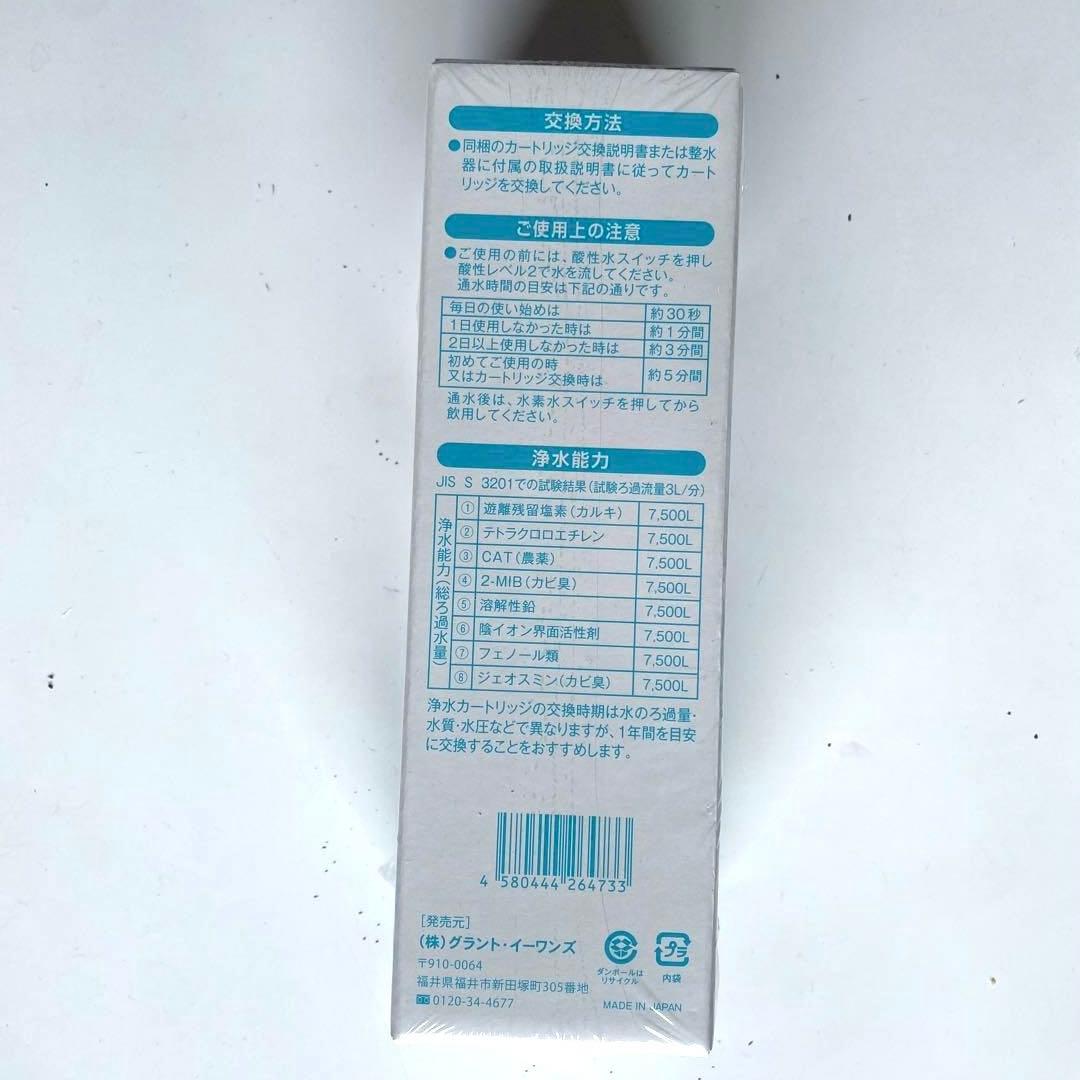 交換方法
●同梱のカートリッジ交換説明書または整水
器に付属の取扱説明書に従ってカート
リッジを交換してください。
ご使用上の注意
●ご使用の前には、酸性水スイッチを押し
酸性レベル2で水を流してください。
通水時間の目安は下記の通りです。
毎日の使い始めは 約30秒
1日使用しなかった時は 約1分間
2日以上使用しなかった時は 約3分間
初めてご使用の時
又はカートリッジ交換時は 約5分間
通水後は、水素水スイッチを押してから
飲用してください。
浄水能力
JIS S 3201での試験結果(試験ろ過流量3L/分)
浄水能力(総ろ過水量)
① 遊離残留塩素(カルキ) 7,500L
② テトラクロロエチレン 7,500L
③ CAT(農薬) 7,500L
④ 2-MIB(カビ臭) 7,500L
⑤ 溶解性鉛 7,500L
⑥ 陰イオン界面活性剤 7,500L
⑦ フェノール類 7,500L
⑧ ジェオスミン(カビ臭) 7,500L
浄水カートリッジの交換時期は水のろ過量・
水質・水圧などで異なりますが、1年間を目安
に交換することをおすすめします。
4 580444 264733
[発売元]
(株)グラント・イーワンズ
〒910-0064
福井県福井市新田塚町305番地
0120-34-4677
ダンボールは
リサイクル
プラ
内袋
MADE IN JAPAN